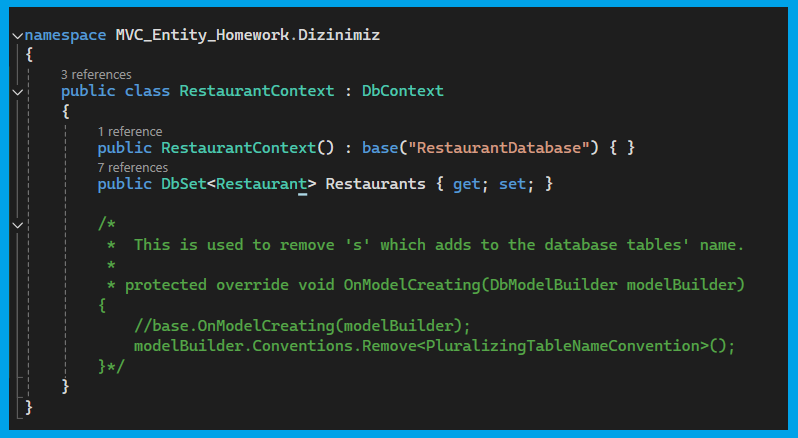 namespace MVC_Entity_Homework.Dizinimiz
{
3 references
public class RestaurantContext : DbContext
{
1 reference
public RestaurantContext() : base("RestaurantDatabase") { }
7 references
public DbSet<Restaurant> Restaurants { get; set; }
/*
* This is used to remove 's' which adds to the database tables' name.
*
* protected override void OnModelCreating(DbModelBuilder modelBuilder)
{
//base.OnModelCreating(modelBuilder);
modelBuilder.Conventions.Remove<PluralizingTableNameConvention>();
}*/
}
}